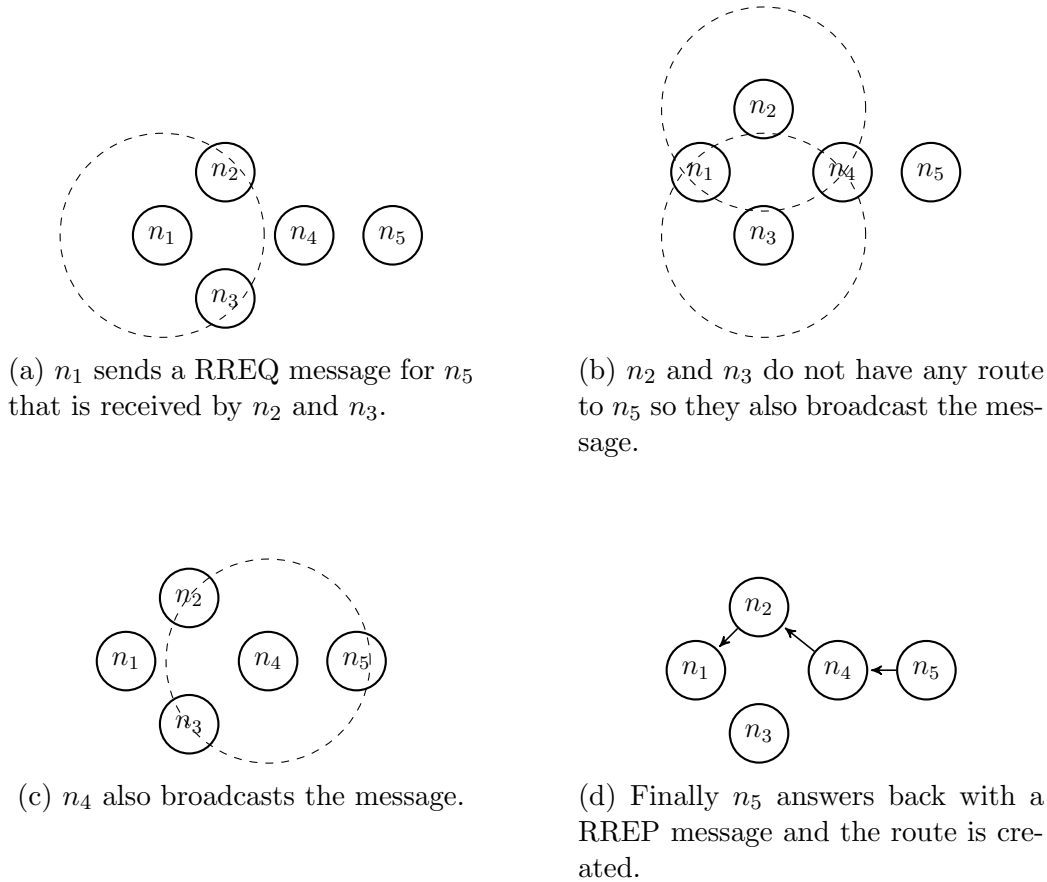 n2
n1 n4 n5
n3
(a) n1 sends a RREQ message for n5
that is received by n2 and n3.
n2
n1 n4 n5
n3
(b) n2 and n3 do not have any route
to n5 so they also broadcast the mes-
sage.
n2
n1 n4 n5
n3
(c) n4 also broadcasts the message.
n2
n1 n4 n5
n3
(d) Finally n5 answers back with a
RREP message and the route is cre-
ated.